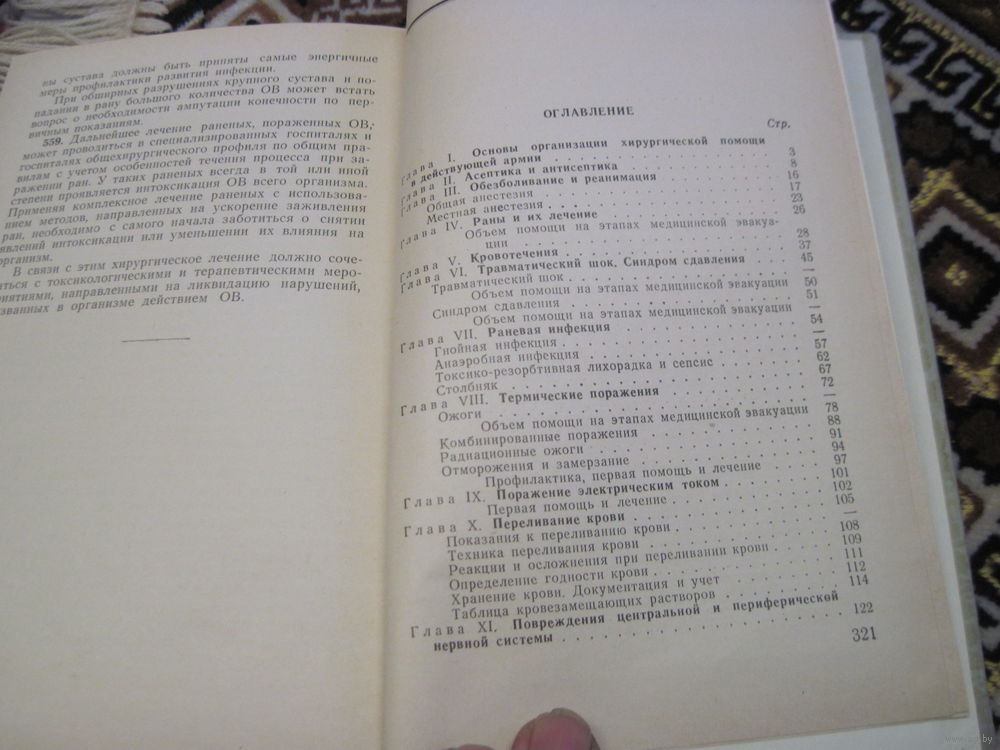 вы сустава должны быть приняты самые энергичные
меры профилактики развития инфекции.
При обширных разрушениях крупного сустава и по-
падании в рану большого количества ОВ может встать
вопрос о необходимости ампутации конечности по пер-
вичным показаниям.
559. Дальнейшее лечение раненых, пораженных ОВ,
может проводиться в специализированных госпиталях и
госпиталях общехирургического профиля по общим пра-
вилам с учетом особенностей течения процесса при за-
ражении ран. У таких раненых всегда в той или иной
степени проявляется интоксикация ОВ всего организма.
Применяя комплексное лечение раненых с использова-
нием методов, направленных на ускорение заживления
ран, необходимо с самого начала заботиться о снятии
явлений интоксикации или уменьшении их влияния на
организм.
В связи с этим хирургическое лечение должно соче-
ться с токсикологическими и терапевтическими меро-
иятиями, направленными на ликвидацию нарушений,
званных в организме действием ОВ.
ОГЛАВЛЕНИЕ
Стр.
Глава I. Основы организации хирургической помощи
в действующей армии . . . 3
Глава II. Асептика и антисептика . . . 8
Глава III. Обезболивание и реанимация . . . 16
Общая анестезия . . . 17
Местная анестезия . . . 23
Глава IV. Раны и их лечение . . . 26
Объем помощи на этапах медицинской эвакуа-
ции . . . 28
Глава V. Кровотечения . . . 37
Глава VI. Травматический шок. Синдром сдавления . . . 45
Травматический шок . . . —
Объем помощи на этапах медицинской эвакуации 50
Синдром сдавления . . . 51
Объем помощи на этапах медицинской эвакуации —
Глава VII. Раневая инфекция . . . 54
Гнойная инфекция . . . —
Анаэробная инфекция . . . 57
Токсико-резорбтивная лихорадка и сепсис . . . 62
Столбняк . . . 67
Глава VIII. Термические поражения . . . 72
Ожоги . . . —
Объем помощи на этапах медицинской эвакуации 78
Комбинированные поражения . . . 88
Радиационные ожоги . . . 91
Отморожения и замерзание . . . 94
Профилактика, первая помощь и лечение . . . 97
Глава IX. Поражение электрическим током . . . 101
Первая помощь и лечение . . . 102
Глава X. Переливание крови . . . 105
Показания к переливанию крови . . . —
Техника переливания крови . . . 108
Реакции и осложнения при переливании крови . . . 109
Определение годности крови . . . 111
Хранение крови. Документация и учет . . . 112
Таблица кровезамещающих растворов . . . 114
Глава XI. Повреждения центральной и периферической
нервной системы . . . 122
321